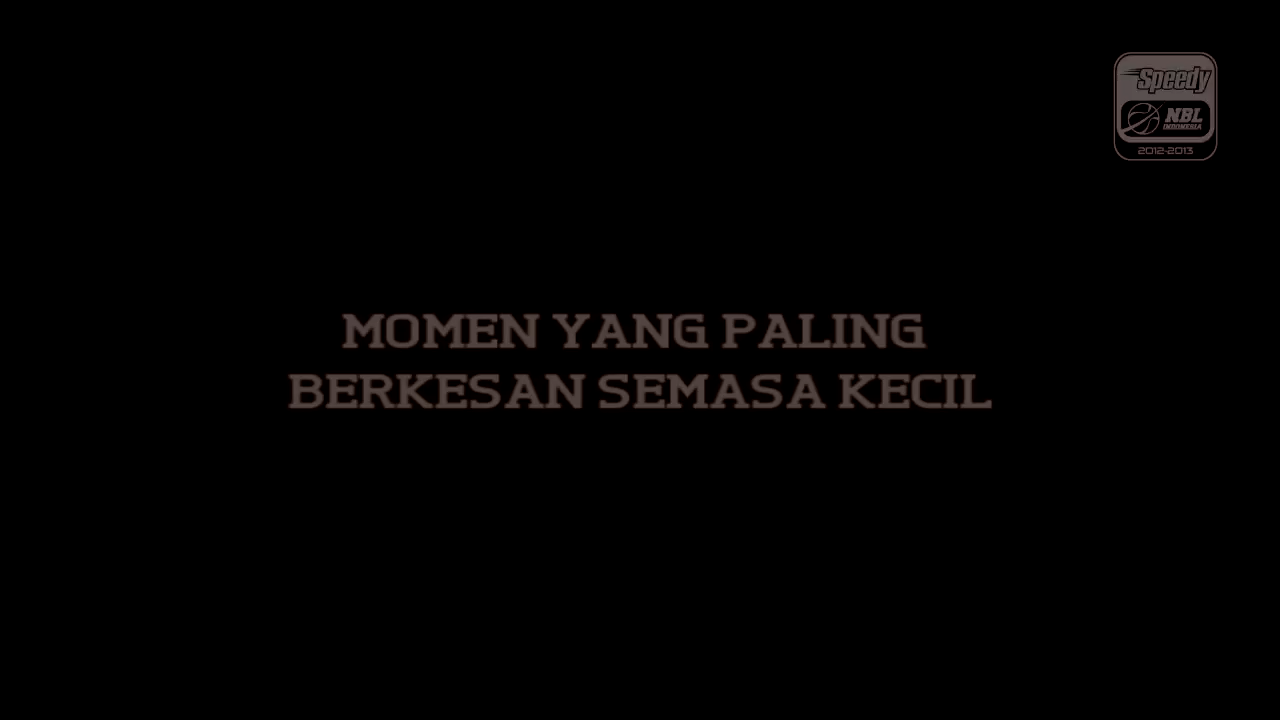 Speedy
NBL
INDONESIA
2012-2013
MOMEN YANG PALING
BERKESAN SEMASA KECIL